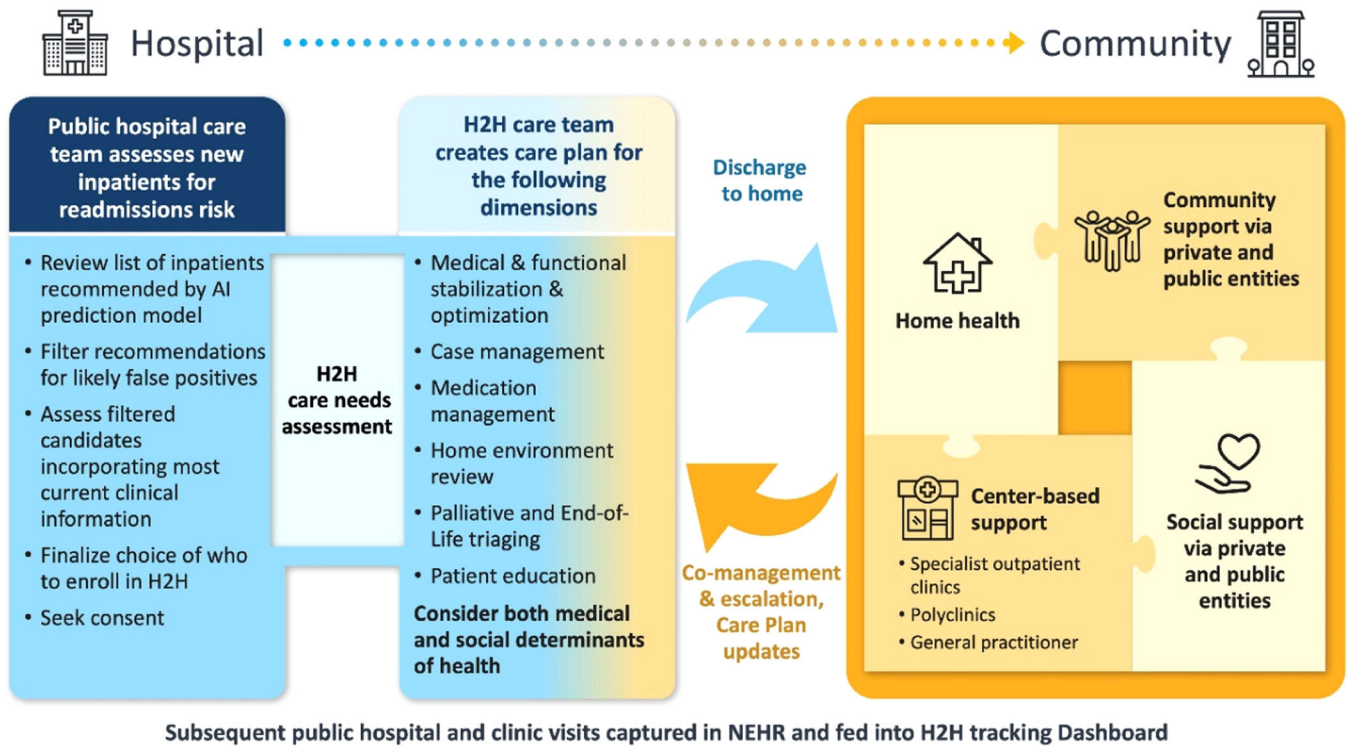 Hospital
Community
Public hospital care
team assesses new
inpatients for
readmissions risk
• Review list of inpatients
recommended by AI
prediction model
• Filter recommendations
for likely false positives
• Assess filtered
candidates
incorporating most
current clinical
information
• Finalize choice of who
to enroll in H2H
• Seek consent
H2H
care needs
assessment
H2H care team
creates care plan for
the following
dimensions
• Medical & functional
stabilization &
optimization
• Case management
• Medication
management
• Home environment
review
• Palliative and End-of-
Life triaging
• Patient education
Consider both medical
and social determinants
of health
Discharge
to home
Co-management
& escalation,
Care Plan
updates
Home health
Community
support via
private and
public entities
Center-based
support
• Specialist outpatient
clinics
• Polyclinics
• General practitioner
Social support
via private
and public
entities
Subsequent public hospital and clinic visits captured in NEHR and fed into H2H tracking Dashboard